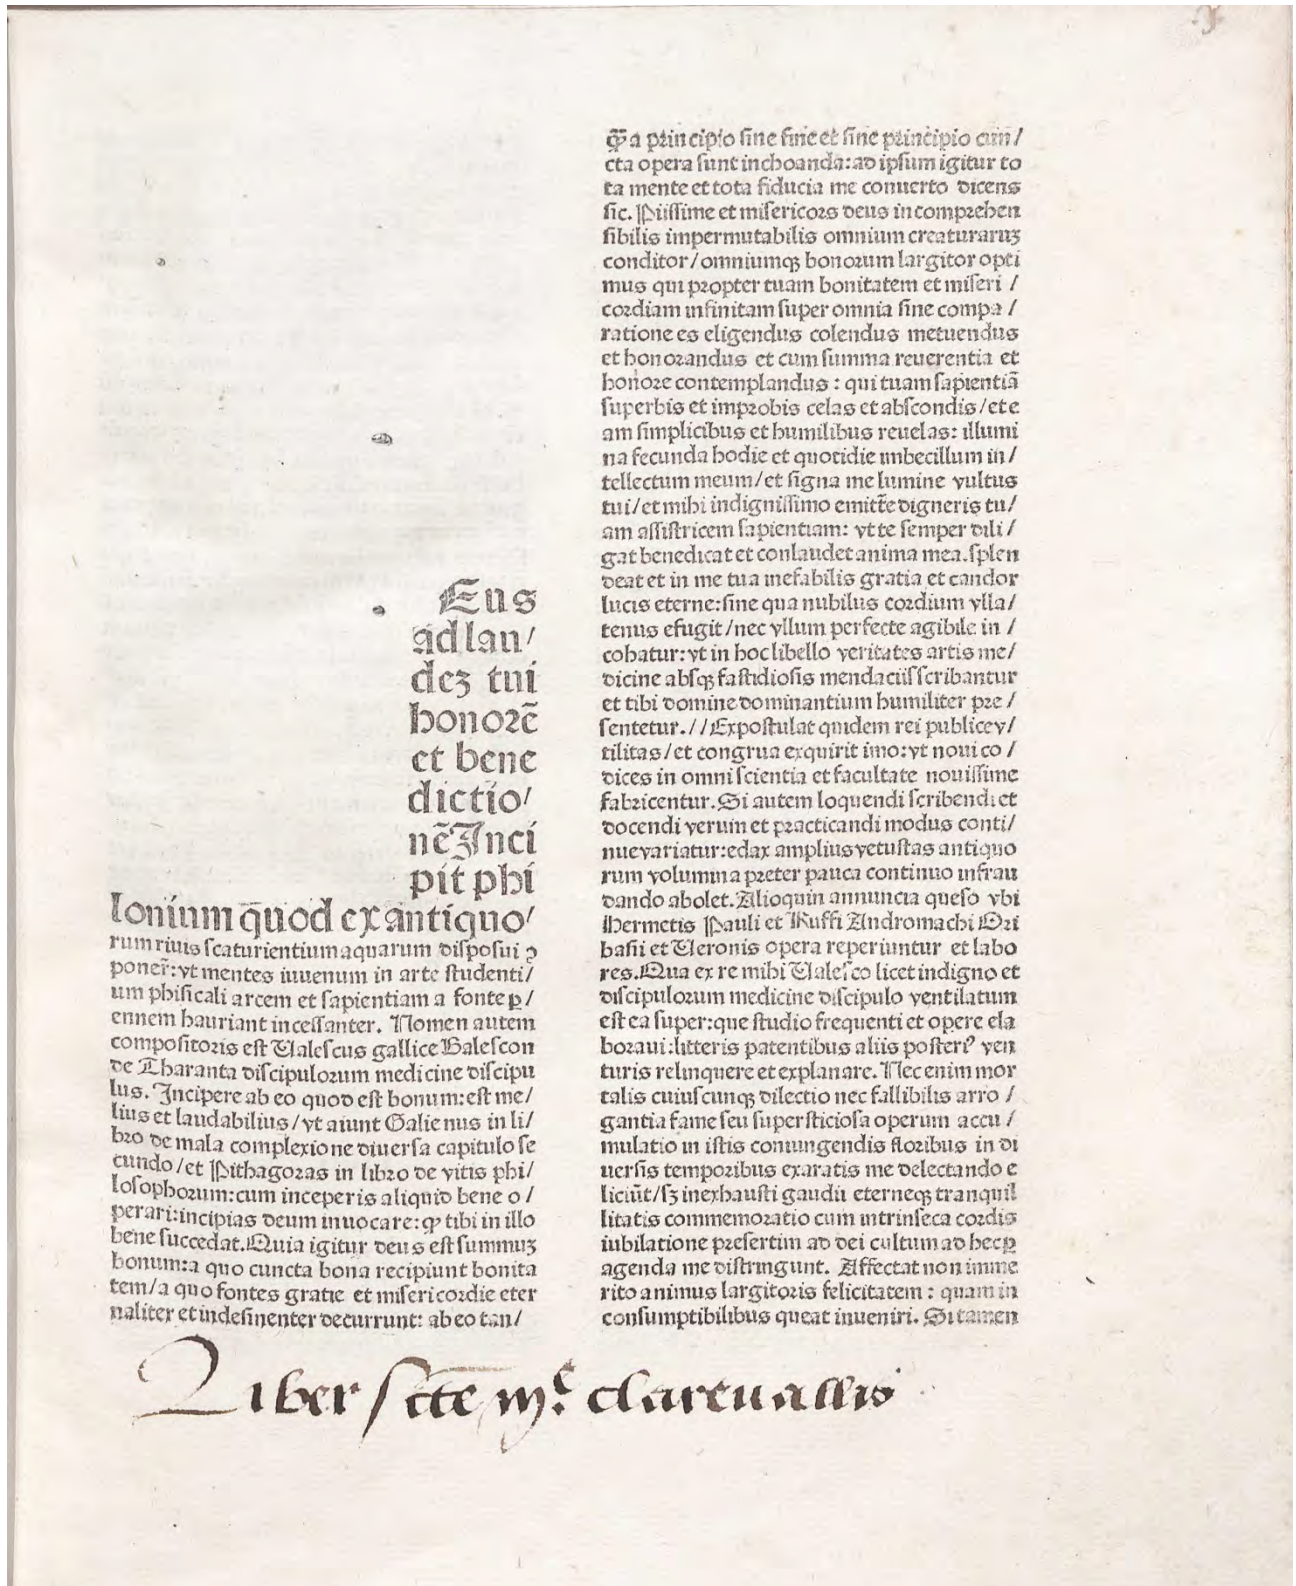 Eus
ad lau/
deʒ tui
honorē
et bene
dictio/
nē Inci
pit phi
lonium q̄uod ex antiquo/
rum riuis scaturientium aquarum disposui ꝯ
poner̄: vt mentes iuuenum in arte studenti/
um phisicali arcem et sapientiam a fonte ꝑ/
ennem hauriant incessanter. Nomen autem
compositoris est Ualescus gallice Balescon
de Tharanta discipulorum medicine discipu
lus. Incipere ab eo quod est bonum: est me/
lius et laudabilius/ vt aiunt Galienus in li/
bro de mala complexione diuersa capitulo se
cundo/ et Pithagoras in libro de vitis phi/
losophorum: cum inceperis aliquid bene o/
perari: incipias deum inuocare: ꝙ tibi in illo
bene succedat. Quia igitur deus est summuʒ
bonum: a quo cuncta bona recipiunt bonita
tem/ a quo fontes gratie et misericordie eter
naliter et indesinenter decurrunt: ab eo tan/
ꝙ̄ a principio sine fine et sine principio cun/
cta opera sunt inchoanda: ad ipsum igitur to
ta mente et tota fiducia me conuerto dicens
sic. Piissime et misericors deus incomprehen
sibilis impermutabilis omnium creaturaruʒ
conditor/ omniumqʒ bonorum largitor opti
mus qui propter tuam bonitatem et miseri/
cordiam infinitam super omnia sine compa/
ratione es eligendus colendus metuendus
et honorandus et cum summa reuerentia et
honore contemplandus: qui tuam sapientiā
superbis et improbis celas et abscondis/ et e
am simplicibus et humilibus reuelas: illumi
na fecunda hodie et quotidie imbecillum in/
tellectum meum/ et signa me lumine vultus
tui/ et mihi indignissimo emittē digneris tu/
am assistricem sapientiam: vt te semper dili/
gat benedicat et conlaudet anima mea. splen
deat et in me tua inefabilis gratia et candor
lucis eterne: sine qua nubilus cordium vlla/
tenus efugit/ nec vllum perfecte agibile in/
cohatur: vt in hoc libello veritates artis me/
dicine absqʒ fastidiosis mendaciis scribantur
et tibi domine dominantium humiliter pre/
sentetur. // Expostulat quidem rei publice v/
tilitas/ et congrua exquirit imo: vt noui co/
dices in omni scientia et facultate nouissime
fabricentur. Si autem loquendi scribendi et
docendi verum et practicandi modus conti/
nue variatur: edax amplius vetustas antiquo
rum volumina preter pauca continuo infrau
dando abolet. Alioquin annuncia queso vbi
Hermetis Pauli et Ruffi Andromachi Ori
basii et Ueronis opera reperiuntur et labo
res. Qua ex re mihi Ualesco licet indigno et
discipulorum medicine discipulo ventilatum
est ea super: que studio frequenti et opere ela
boraui: litteris patentibus aliis posteriꝰ ven
turis relinquere et explanare. Nec enim mor
talis cuiuscunqʒ dilectio nec fallibilis arro/
gantia fame seu supersticiosa operum accu/
mulatio in istis coniungendis floribus in di
uersis temporibus exaratis me delectando e
liciūt/ sʒ inexhausti gaudii eterneqʒ tranquil
litatis commemoratio cum intrinseca cordis
iubilatione presertim ad dei cultum ad hec ꝑ
agenda me distringunt. Affectat non imme
rito animus largitoris felicitatem: quam in
consumptibilibus queat inueniri. Si tamen
Liber sctē m̄.e clareuallis